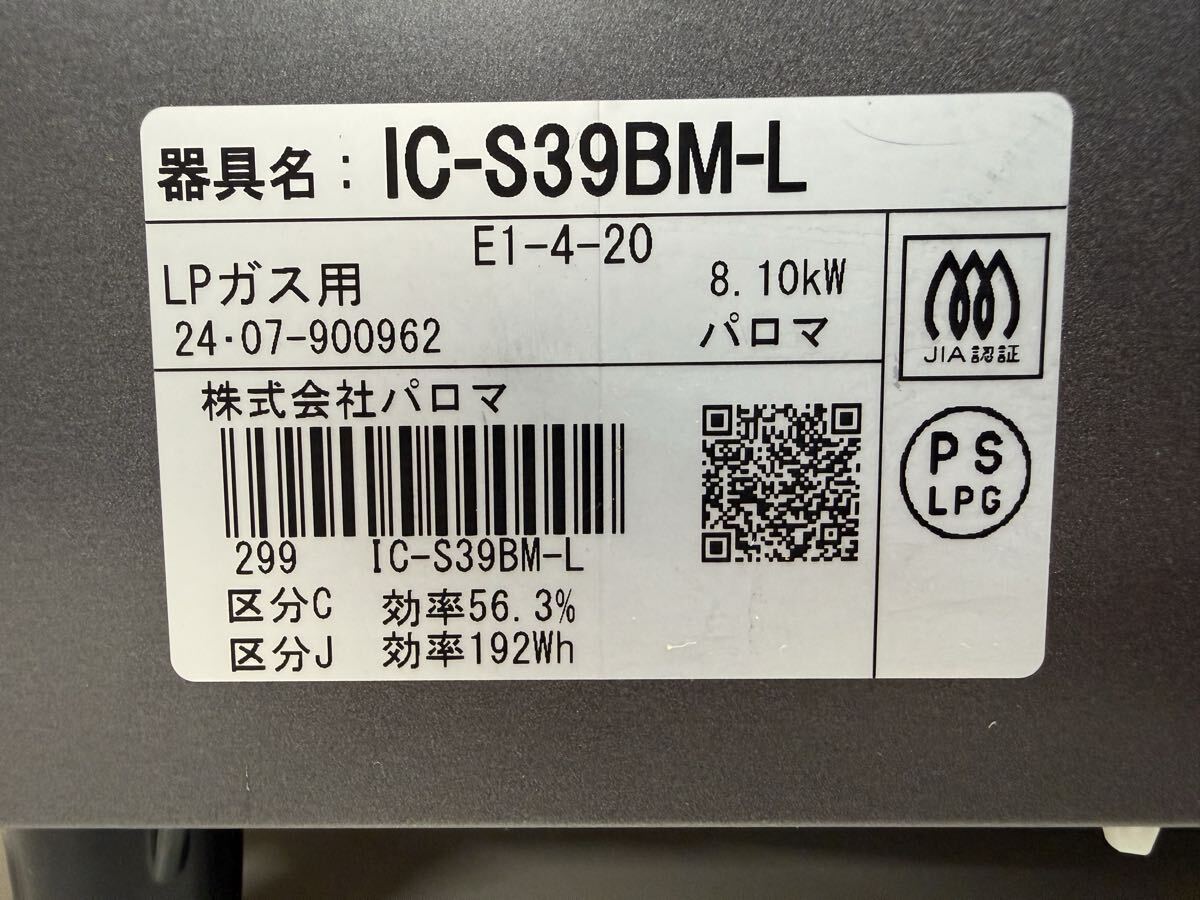 器具名：IC-S39BM-L
E1-4-20
LPガス用
8.10kW
24·07-900962
パロマ
JIA認証
株式会社パロマ
299 IC-S39BM-L
区分C 効率56.3%
区分J 効率192Wh
PS
LPG